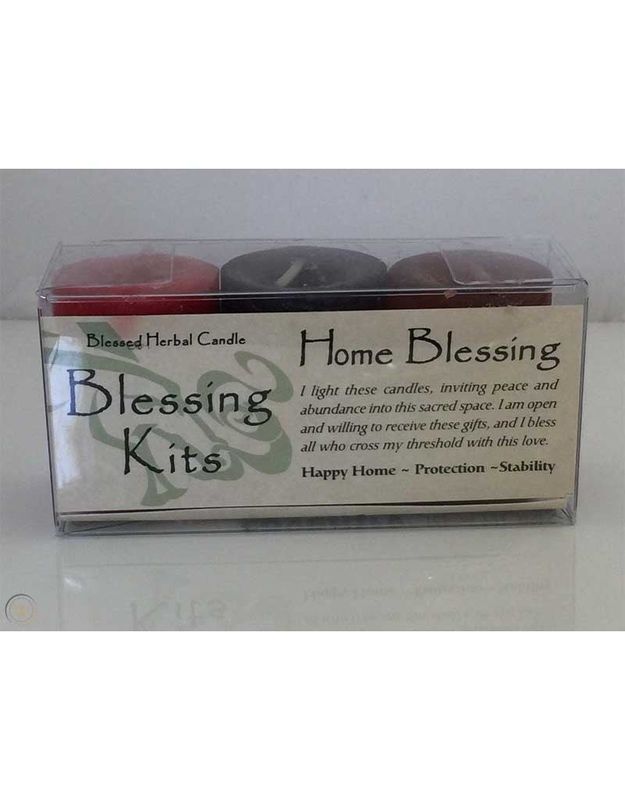 Blessed Herbal Candle
Blessing
Kits
Home Blessing
I light these candles, inviting peace and
abundance into this sacred space. I am open
and willing to receive these gifts, and I bless
all who cross my threshold with this love.
Happy Home ~ Protection ~Stability